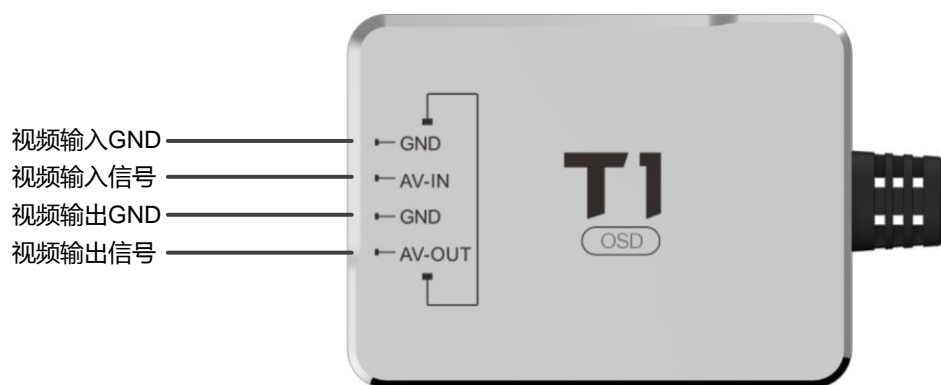 视频输入GND
视频输入信号
视频输出GND
视频输出信号
GND
AV-IN
GND
AV-OUT
T1
OSD